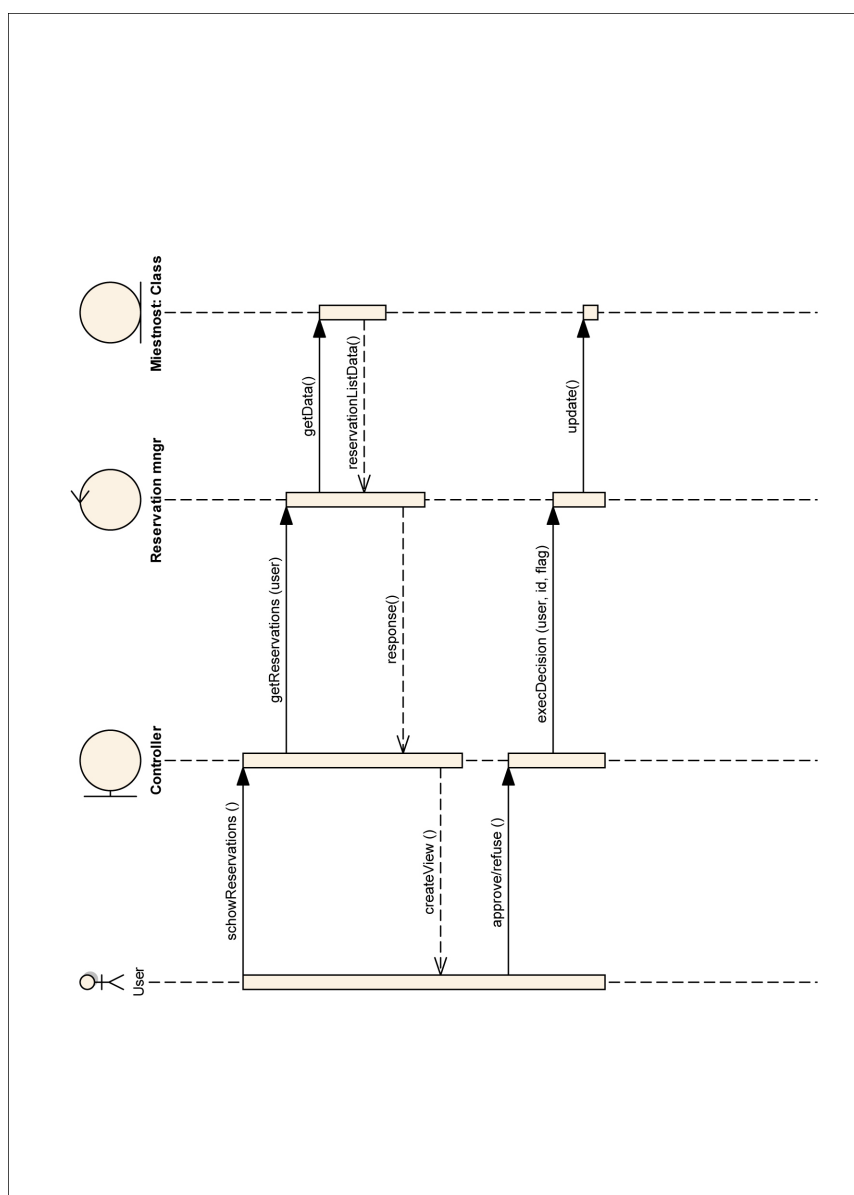 User
Controller
Reservation mngr
Miestnost: Class
schowReservations ()
getReservations (user)
getData()
reservationListData()
response()
createView ()
approve/refuse ()
execDecision (user, id, flag)
update()